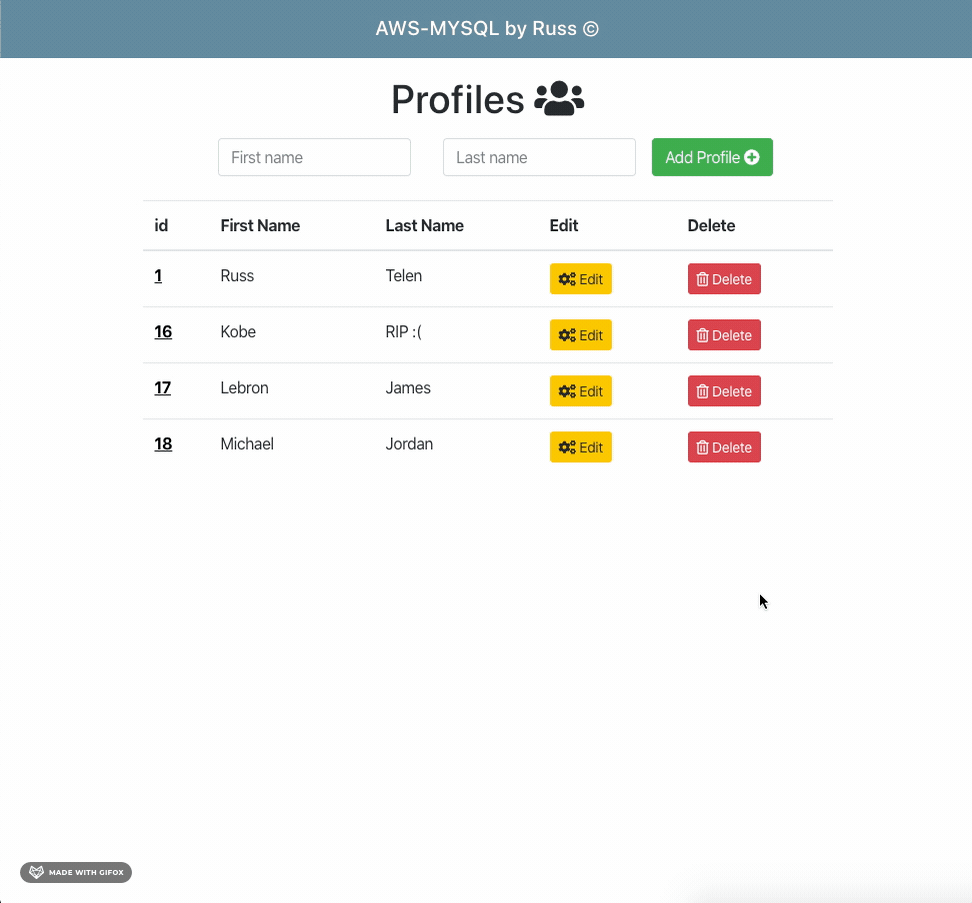 AWS-MYSQL by Russ ©
Profiles
First name Last name Add Profile
id First Name Last Name Edit Delete
1 Russ Telen Edit Delete
16 Kobe RIP :( Edit Delete
17 Lebron James Edit Delete
18 Michael Jordan Edit Delete
MADE WITH GIFOX